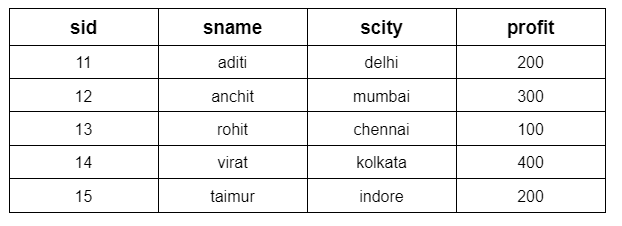 sid sname scity profit
11 aditi delhi 200
12 anchit mumbai 300
13 rohit chennai 100
14 virat kolkata 400
15 taimur indore 200